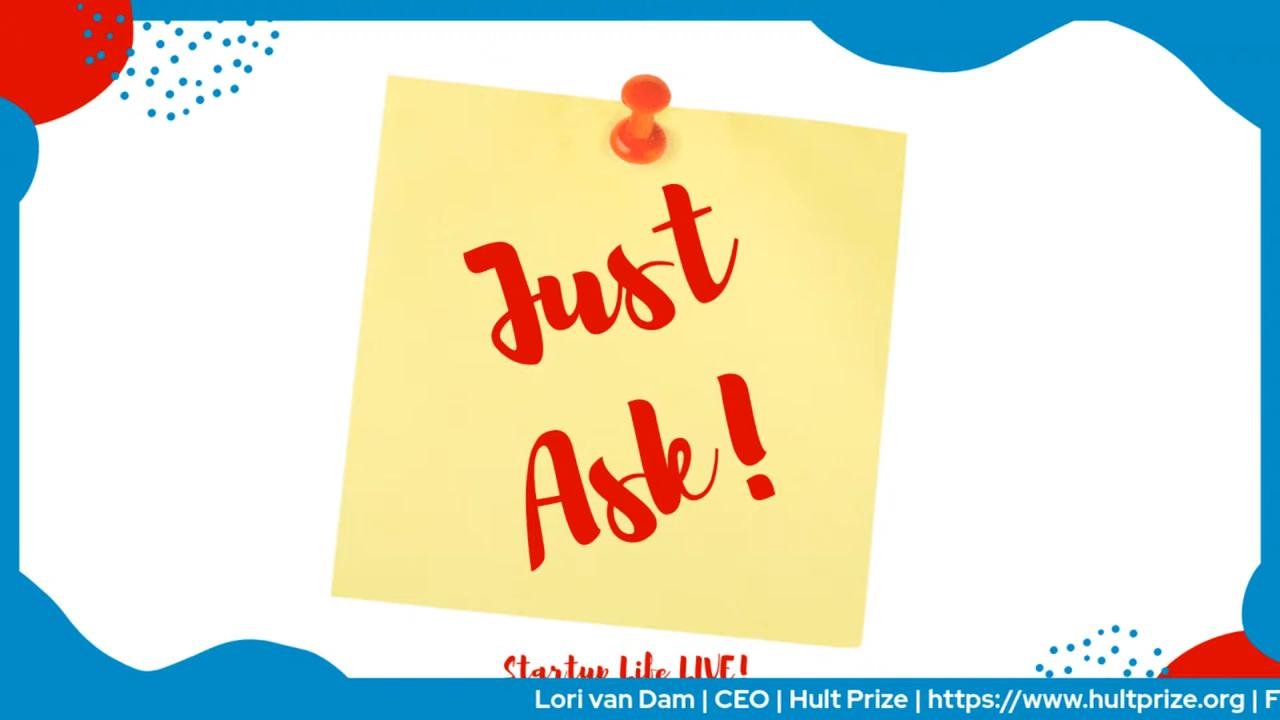 Just
Ask!
Startup Life LIVE!
Lori van Dam | CEO | Hult Prize | https://www.hultprize.org | F